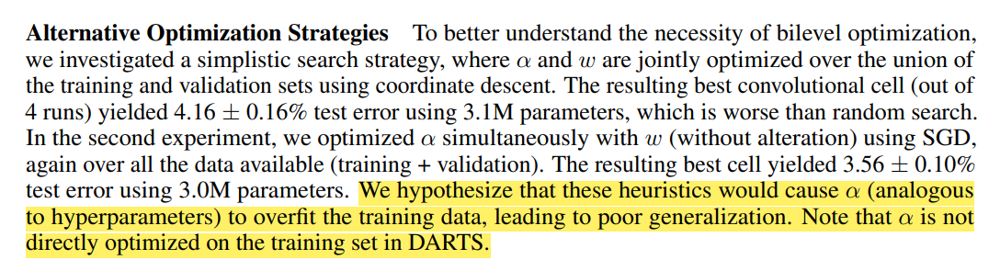 Alternative Optimization Strategies To better understand the necessity of bilevel optimization,
we investigated a simplistic search strategy, where α and w are jointly optimized over the union of
the training and validation sets using coordinate descent. The resulting best convolutional cell (out of
4 runs) yielded 4.16 ± 0.16% test error using 3.1M parameters, which is worse than random search.
In the second experiment, we optimized α simultaneously with w (without alteration) using SGD,
again over all the data available (training + validation). The resulting best cell yielded 3.56 ± 0.10%
test error using 3.0M parameters. We hypothesize that these heuristics would cause α (analogous
to hyperparameters) to overfit the training data, leading to poor generalization. Note that α is not
directly optimized on the training set in DARTS.